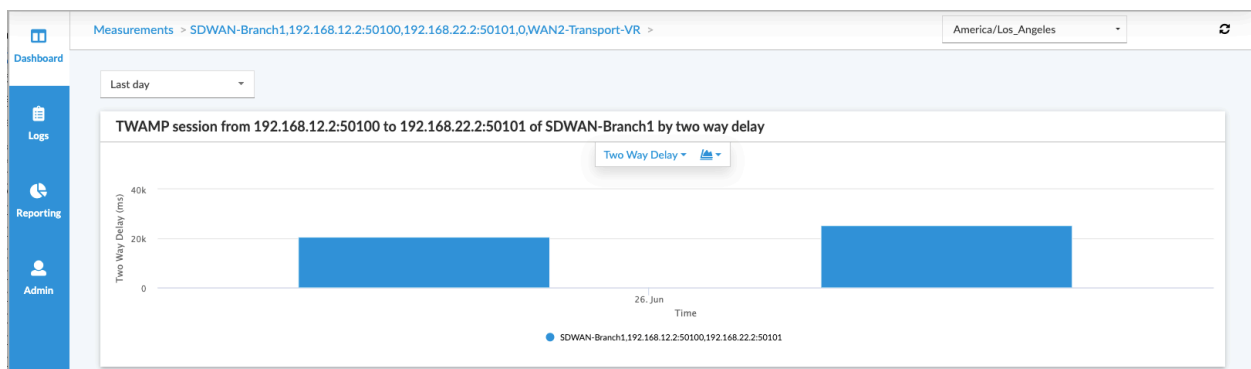 Dashboard
Logs
Reporting
Admin
Measurements > SDWAN-Branch1,192.168.12.2:50100,192.168.22.2:50101,0,WAN2-Transport-VR >
America/Los_Angeles
Last day
TWAMP session from 192.168.12.2:50100 to 192.168.22.2:50101 of SDWAN-Branch1 by two way delay
Two Way Delay
Two Way Delay (ms)
40k
20k
0
26. Jun
Time
SDWAN-Branch1,192.168.12.2:50100,192.168.22.2:50101